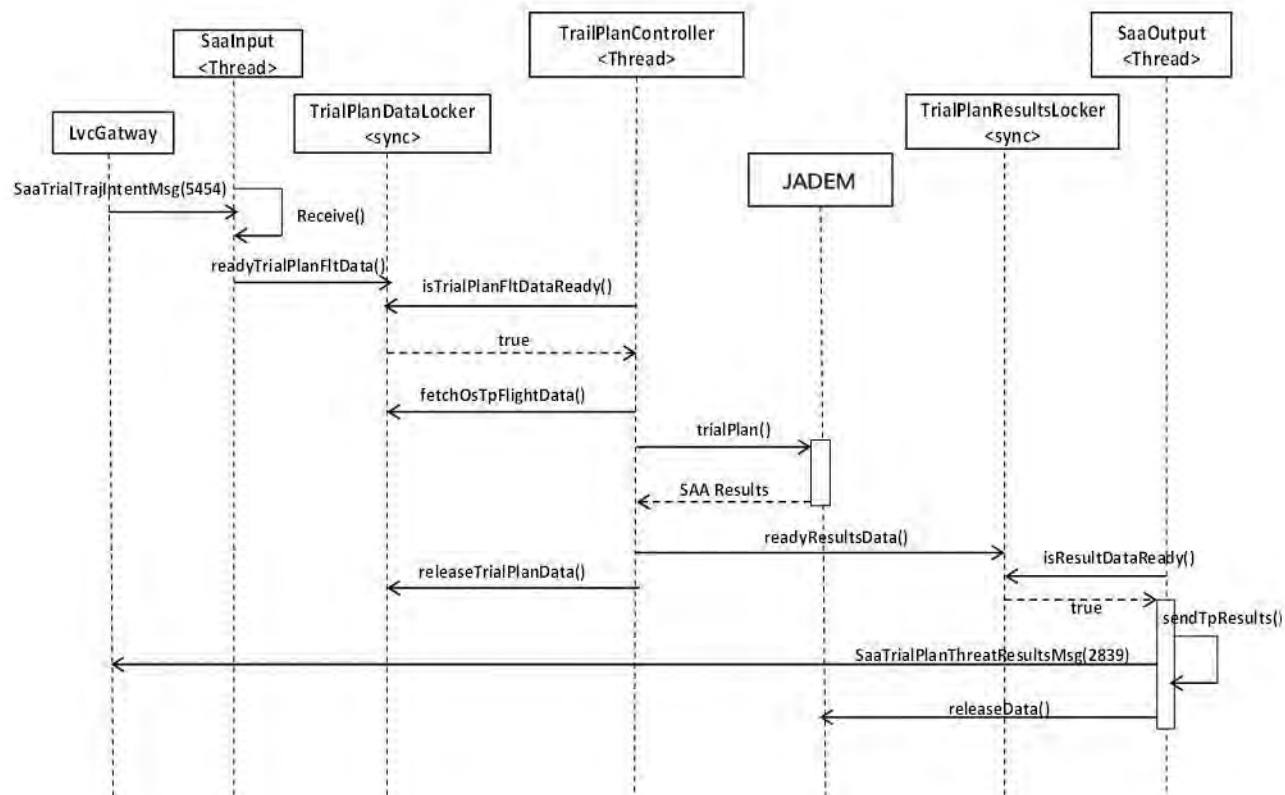 SaaInput
<Thread>
TrailPlanController
<Thread>
SaaOutput
<Thread>
LvcGatway
TrialPlanDataLocker
<sync>
TrialPlanResultsLocker
<sync>
JADEM
SaaTrialTrajIntentMsg(5454)
Receive()
readyTrialPlanFltData()
isTrialPlanFltDataReady()
true
fetchOsTpFlightData()
trialPlan()
SAA Results
readyResultsData()
isResultDataReady()
releaseTrialPlanData()
true
sendTpResults()
SaaTrialPlanThreatResultsMsg(2839)
releaseData()